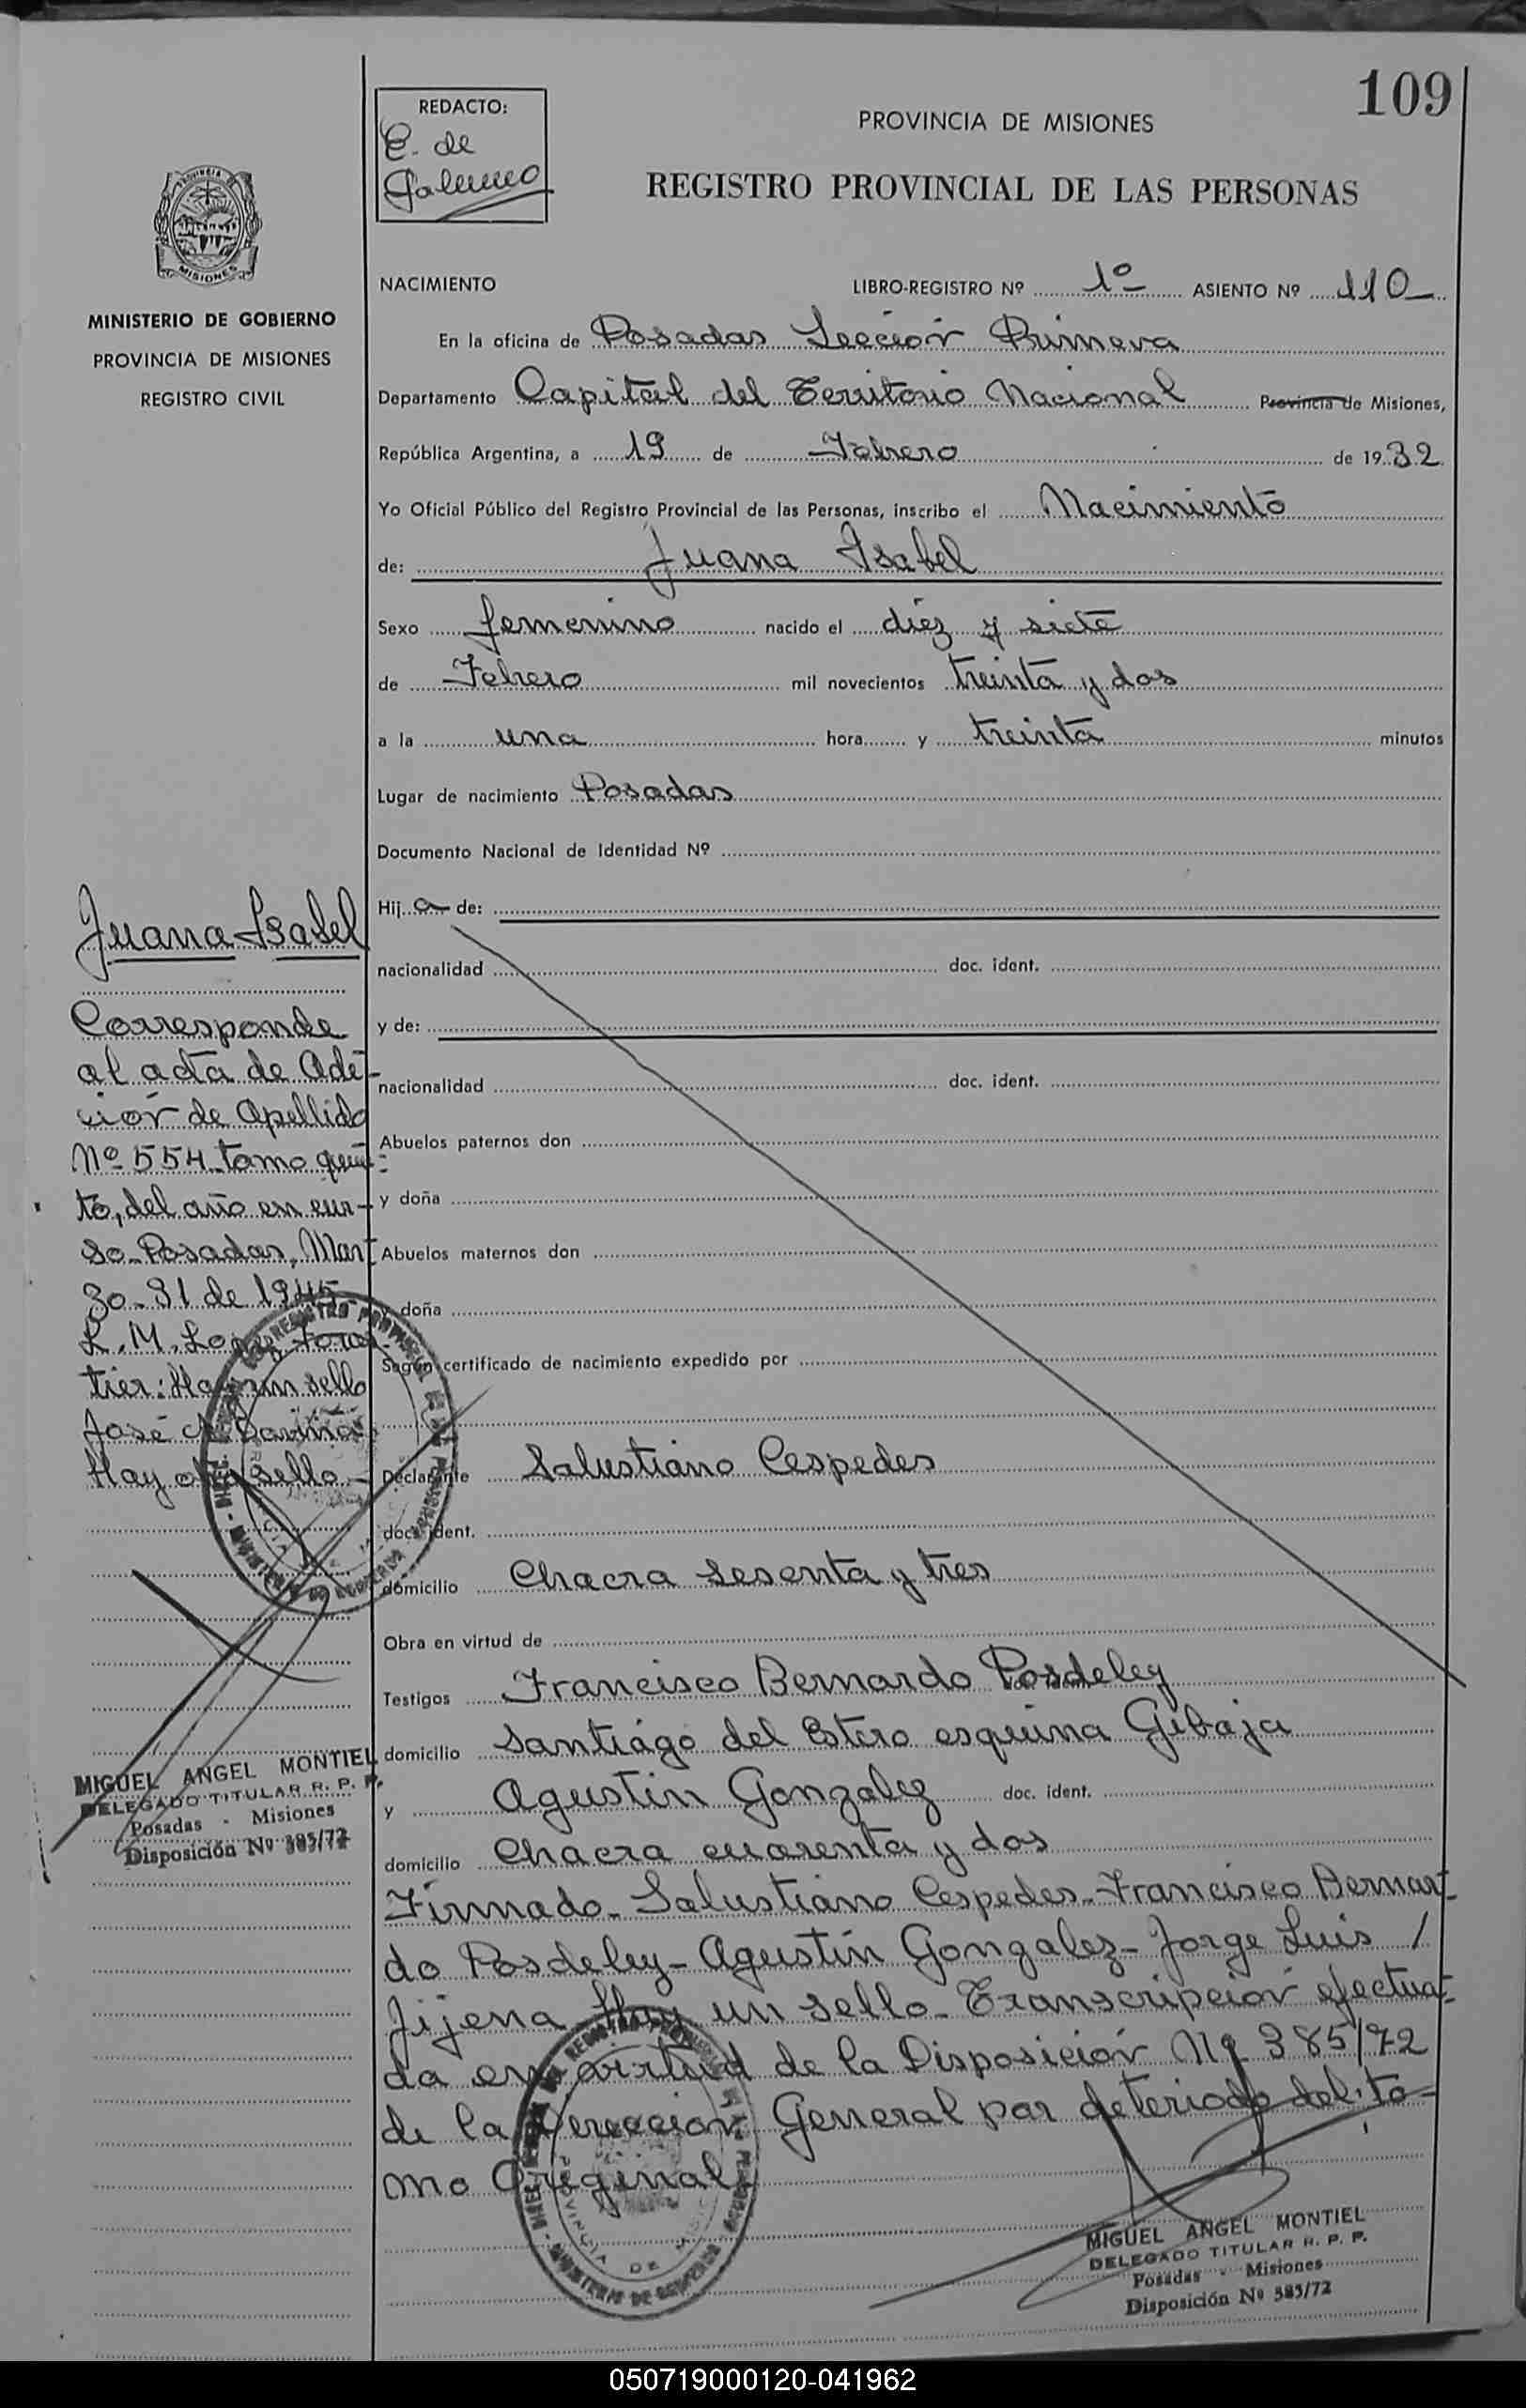 109
REDACTO:
E. de
PROVINCIA DE MISIONES
REGISTRO PROVINCIAL DE LAS PERSONAS
MISIONES
MINISTERIO DE GOBIERNO
PROVINCIA DE MISIONES
REGISTRO CIVIL
NACIMIENTO LIBRO-REGISTRO Nº 1º ASIENTO Nº 110
En la oficina de Posadas Sección Primera
Departamento Capital del Territorio Nacional Provincia de Misiones,
República Argentina, a 19 de Febrero de 1932
Yo Oficial Público del Registro Provincial de las Personas, inscribo el Nacimiento
de: Juana Isabel
Sexo femenino nacido el diez y siete
de Febrero mil novecientos treinta y dos
a la una hora y treinta minutos
Lugar de nacimiento Posadas
Documento Nacional de Identidad Nº
Hija de:
nacionalidad doc. ident.
y de:
nacionalidad doc. ident.
Abuelos paternos don
y doña
Abuelos maternos don
y doña
Según certificado de nacimiento expedido por
Declarante Salustiano Cespedes
doc. ident.
domicilio Chacra sesenta y tres
Obra en virtud de
Testigos Francisco Bernardo Posdeley
domicilio Santiago del Estero esquina Gibaja
y Agustin Gonzalez doc. ident.
domicilio Chacra cuarenta y dos
Firmado-Salustiano Cespedes-Francisco Bernar-
do Posdeley-Agustín Gonzalez-Jorge Luis /
Jijena Hay un sello-Transcripción efectua-
da en virtud de la Disposición Nº 385/72
de la Dirección General por deterioro del to-
mo Original
MIGUEL ANGEL MONTIEL
DELEGADO TITULAR R. P. P.
Posadas - Misiones
Disposición Nº 385/72
Juana Isabel
Corresponde
al acta de Adi-
ción de Apellido
Nº 554 tomo quin-
to, del año en cur-
so-Posadas, Mar-
zo-31 de 1945
R. M. Lopez Fores-
tier: Hay un sello
José
Hay otro sello-
MIGUEL ANGEL MONTIEL
DELEGADO TITULAR R. P. P.
Posadas - Misiones
Disposición Nº 385/72
050719000120-041962